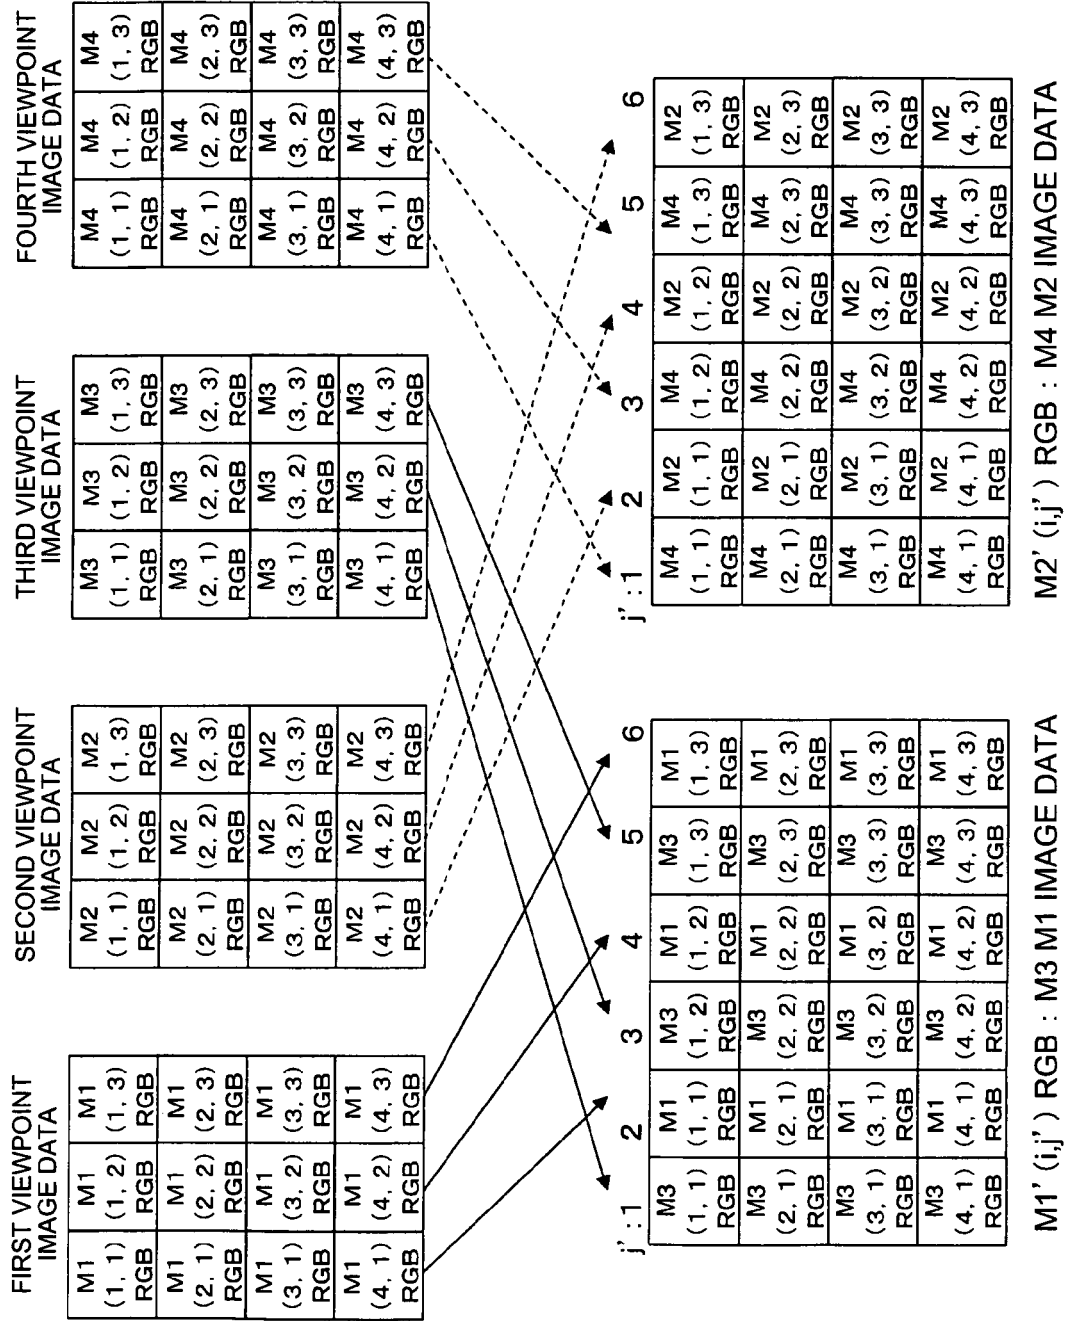 FIRST VIEWPOINT
IMAGE DATA
M1 M1 M1
(1, 1) (1, 2) (1, 3)
RGB RGB RGB
M1 M1 M1
(2, 1) (2, 2) (2, 3)
RGB RGB RGB
M1 M1 M1
(3, 1) (3, 2) (3, 3)
RGB RGB RGB
M1 M1 M1
(4, 1) (4, 2) (4, 3)
RGB RGB RGB
SECOND VIEWPOINT
IMAGE DATA
M2 M2 M2
(1, 1) (1, 2) (1, 3)
RGB RGB RGB
M2 M2 M2
(2, 1) (2, 2) (2, 3)
RGB RGB RGB
M2 M2 M2
(3, 1) (3, 2) (3, 3)
RGB RGB RGB
M2 M2 M2
(4, 1) (4, 2) (4, 3)
RGB RGB RGB
THIRD VIEWPOINT
IMAGE DATA
M3 M3 M3
(1, 1) (1, 2) (1, 3)
RGB RGB RGB
M3 M3 M3
(2, 1) (2, 2) (2, 3)
RGB RGB RGB
M3 M3 M3
(3, 1) (3, 2) (3, 3)
RGB RGB RGB
M3 M3 M3
(4, 1) (4, 2) (4, 3)
RGB RGB RGB
FOURTH VIEWPOINT
IMAGE DATA
M4 M4 M4
(1, 1) (1, 2) (1, 3)
RGB RGB RGB
M4 M4 M4
(2, 1) (2, 2) (2, 3)
RGB RGB RGB
M4 M4 M4
(3, 1) (3, 2) (3, 3)
RGB RGB RGB
M4 M4 M4
(4, 1) (4, 2) (4, 3)
RGB RGB RGB
j' : 1 2 3 4 5 6
M3 M1 M3 M1 M3 M1
(1, 1) (1, 1) (1, 2) (1, 2) (1, 3) (1, 3)
RGB RGB RGB RGB RGB RGB
M3 M1 M3 M1 M3 M1
(2, 1) (2, 1) (2, 2) (2, 2) (2, 3) (2, 3)
RGB RGB RGB RGB RGB RGB
M3 M1 M3 M1 M3 M1
(3, 1) (3, 1) (3, 2) (3, 2) (3, 3) (3, 3)
RGB RGB RGB RGB RGB RGB
M3 M1 M3 M1 M3 M1
(4, 1) (4, 1) (4, 2) (4, 2) (4, 3) (4, 3)
RGB RGB RGB RGB RGB RGB
M1' (i,j' ) RGB : M3 M1 IMAGE DATA
j' : 1 2 3 4 5 6
M4 M2 M4 M2 M4 M2
(1, 1) (1, 1) (1, 2) (1, 2) (1, 3) (1, 3)
RGB RGB RGB RGB RGB RGB
M4 M2 M4 M2 M4 M2
(2, 1) (2, 1) (2, 2) (2, 2) (2, 3) (2, 3)
RGB RGB RGB RGB RGB RGB
M4 M2 M4 M2 M4 M2
(3, 1) (3, 1) (3, 2) (3, 2) (3, 3) (3, 3)
RGB RGB RGB RGB RGB RGB
M4 M2 M4 M2 M4 M2
(4, 1) (4, 1) (4, 2) (4, 2) (4, 3) (4, 3)
RGB RGB RGB RGB RGB RGB
M2' (i,j' ) RGB : M4 M2 IMAGE DATA